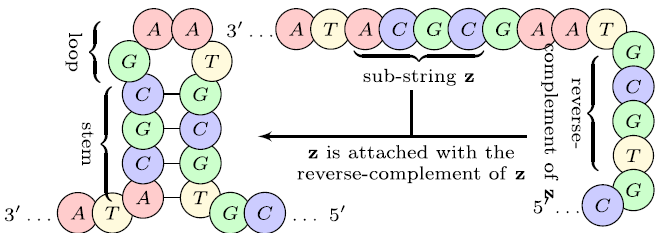 loop
stem
A A
G T
C G
G C
C G
A T
3′ ... A T
G C ... 5′
3′ ... A T A C G C G A A T
G
C
G
T
G
5′ ... C
sub-string z
z is attached with the
reverse-complement of z
reverse-
complement of z